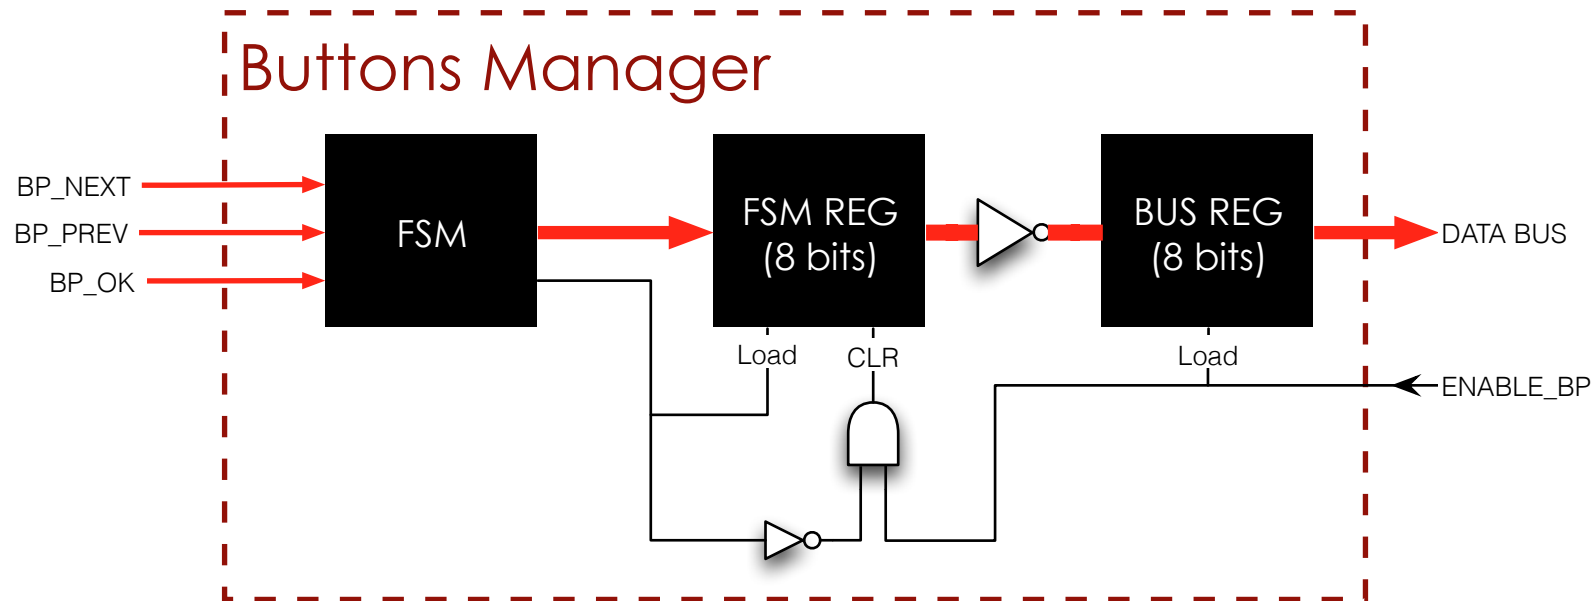 Buttons Manager
BP_NEXT
BP_PREV
BP_OK
FSM
FSM REG
(8 bits)
BUS REG
(8 bits)
DATA BUS
Load
CLR
Load
ENABLE_BP